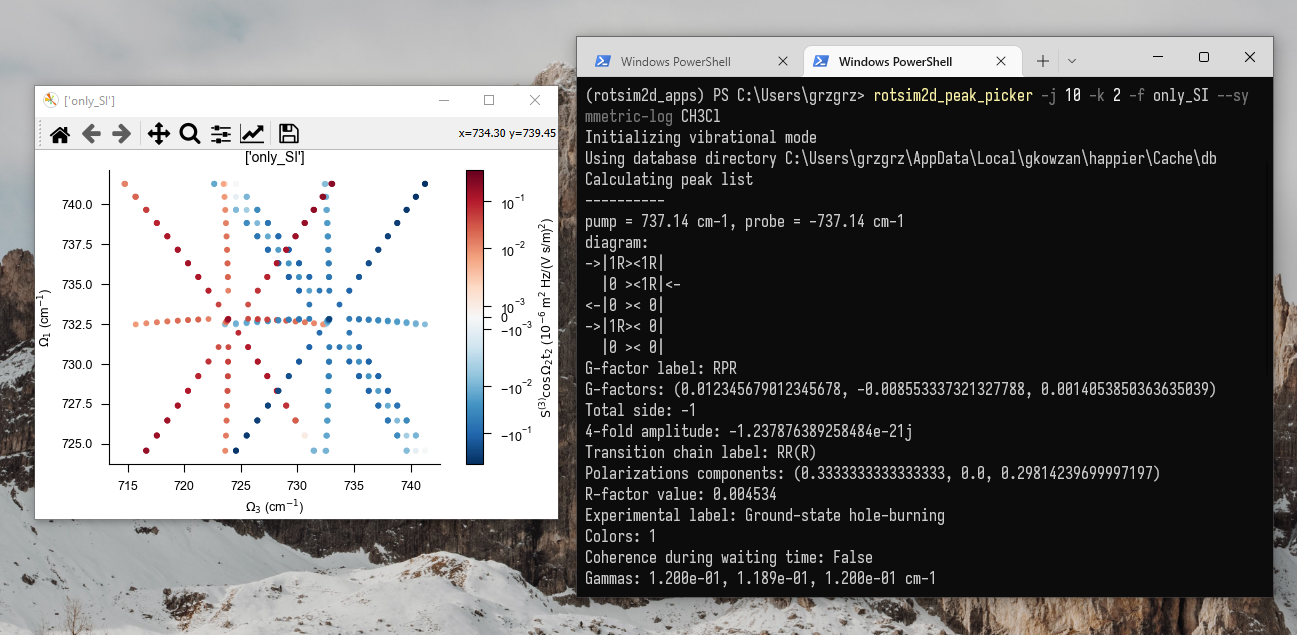 ['only_SI']
x=734.30 y=739.45
['only_SI']
740.0
737.5
735.0
732.5
730.0
727.5
725.0
Ω₁ (cm⁻¹)
715 720 725 730 735 740
Ω₃ (cm⁻¹)
10⁻¹
10⁻²
10⁻³
0
−10⁻³
−10⁻²
−10⁻¹
S⁽³⁾cosΩ₂t₂ (10⁻⁶ m² Hz/(V s/m)²)
Windows PowerShell
Windows PowerShell
(rotsim2d_apps) PS C:\Users\grzgrz> rotsim2d_peak_picker -j 10 -k 2 -f only_SI --sy
mmetric-log CH3Cl
Initializing vibrational mode
Using database directory C:\Users\grzgrz\AppData\Local\gkowzan\happier\Cache\db
Calculating peak list
----------
pump = 737.14 cm-1, probe = -737.14 cm-1
diagram:
->|1R><1R|
  |0 ><1R|<-
<-|0 >< 0|
->|1R>< 0|
  |0 >< 0|
G-factor label: RPR
G-factors: (0.012345679012345678, -0.008553337321327788, 0.0014053850363635039)
Total side: -1
4-fold amplitude: -1.237876389258484e-21j
Transition chain label: RR(R)
Polarizations components: (0.3333333333333333, 0.0, 0.29814239699997197)
R-factor value: 0.004534
Experimental label: Ground-state hole-burning
Colors: 1
Coherence during waiting time: False
Gammas: 1.200e-01, 1.189e-01, 1.200e-01 cm-1